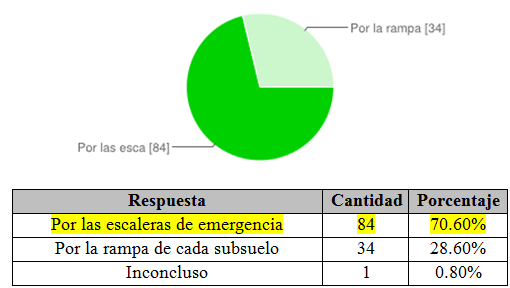 Por la rampa [34]
Por las esca [84]
Respuesta Cantidad Porcentaje
Por las escaleras de emergencia 84 70.60%
Por la rampa de cada subsuelo 34 28.60%
Inconcluso 1 0.80%